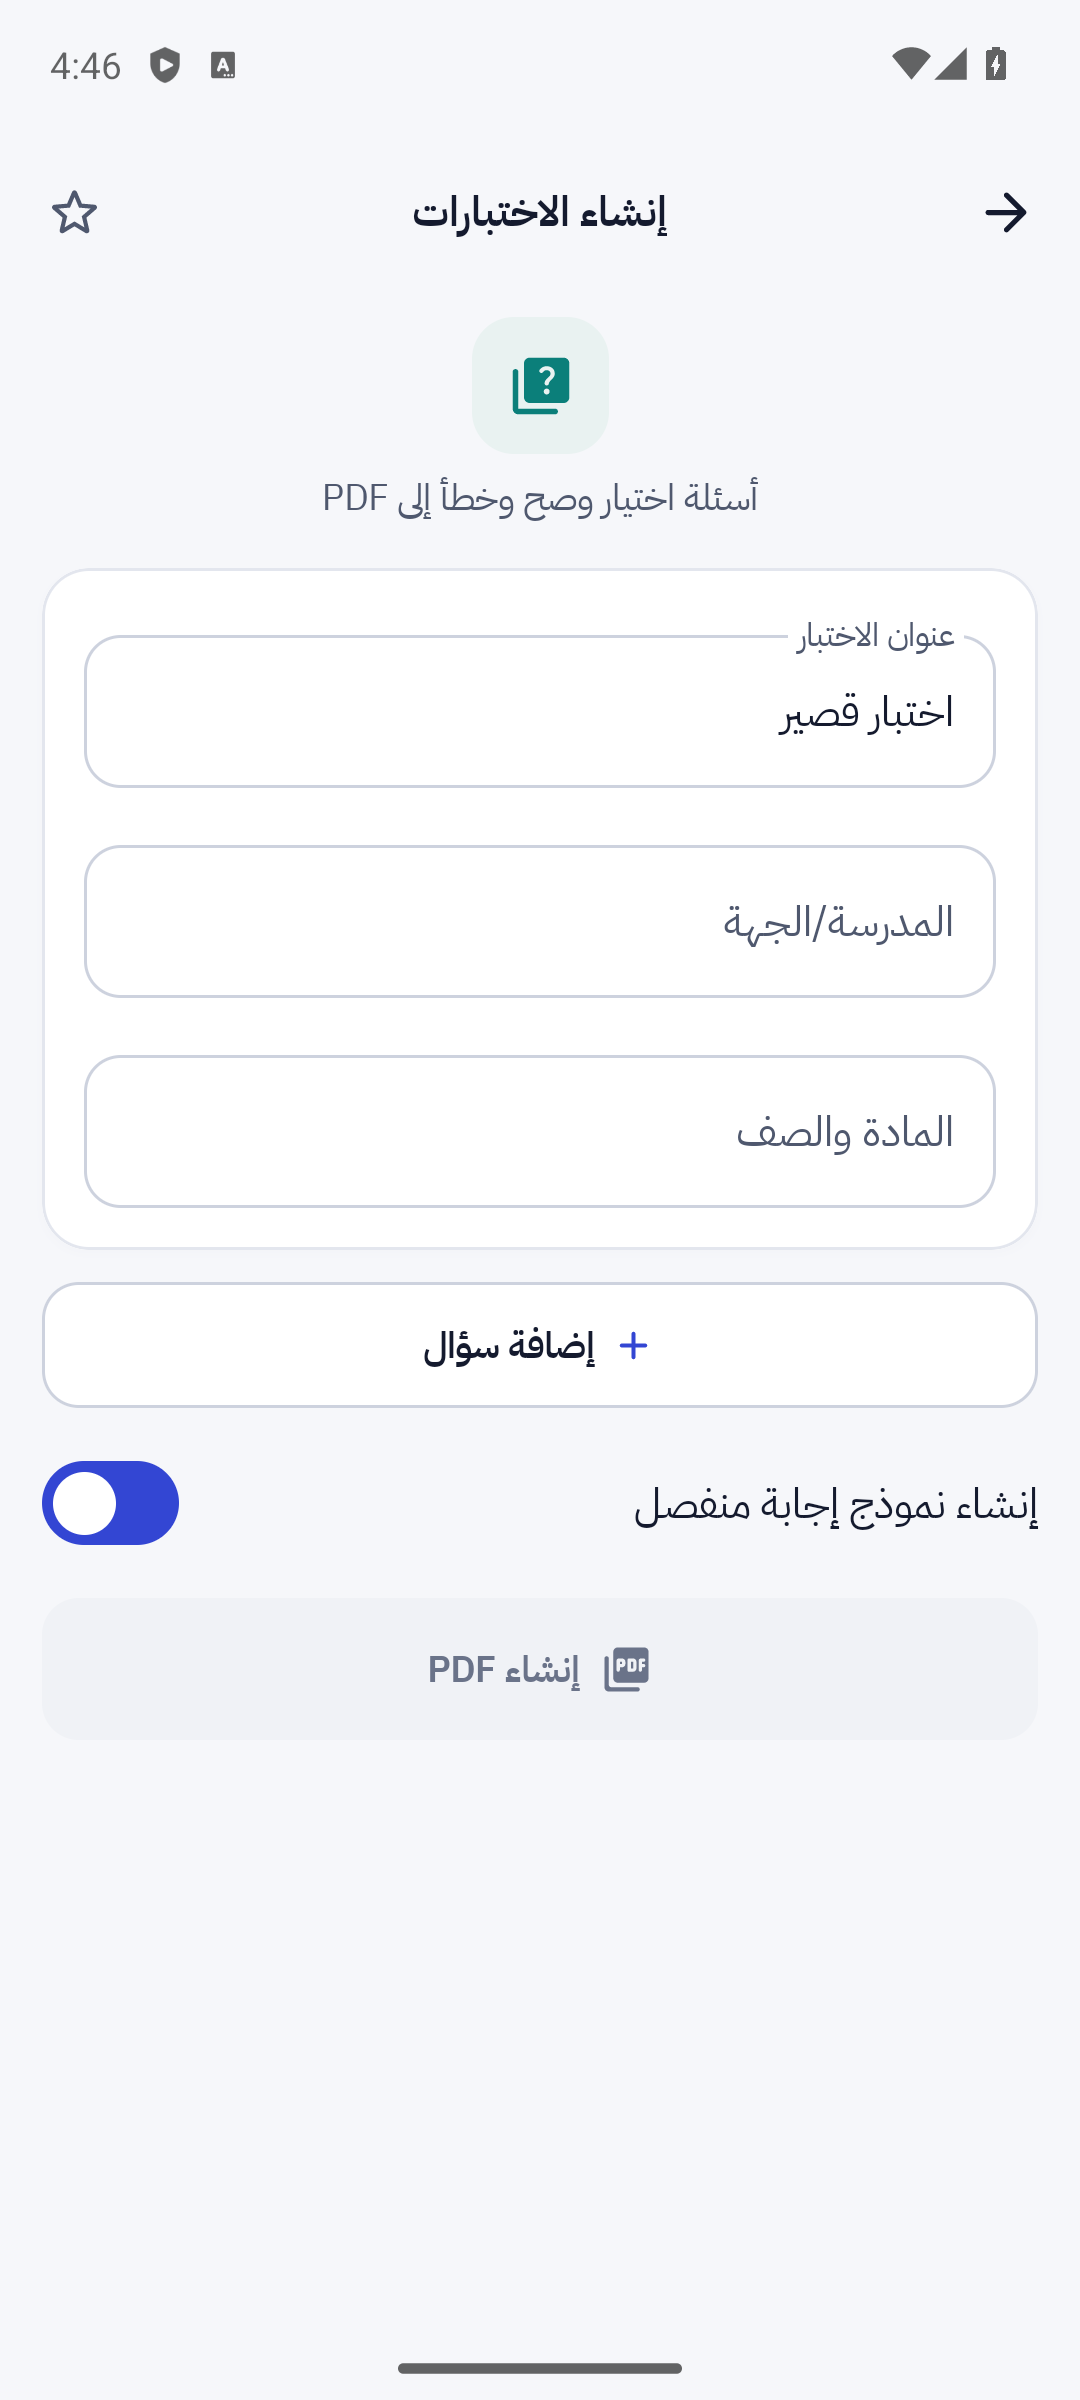 4:46
إنشاء الاختبارات
أسئلة اختيار وصح وخطأ إلى PDF
عنوان الاختبار
اختبار قصير
المدرسة/الجهة
المادة والصف
إضافة سؤال
إنشاء نموذج إجابة منفصل
إنشاء PDF